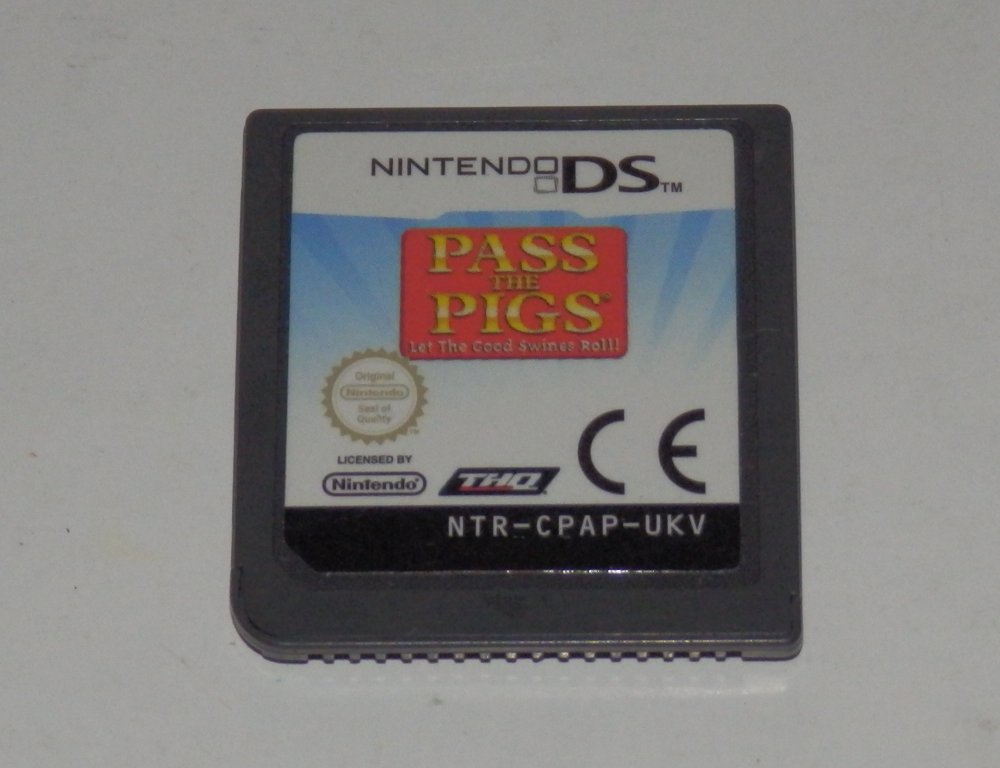 NINTENDO DS™
PASS
THE
PIGS®
Let The Good Swines Roll!
Original
Nintendo
Seal of
Quality
™
LICENSED BY
Nintendo®
THQ
CE
NTR-CPAP-UKV